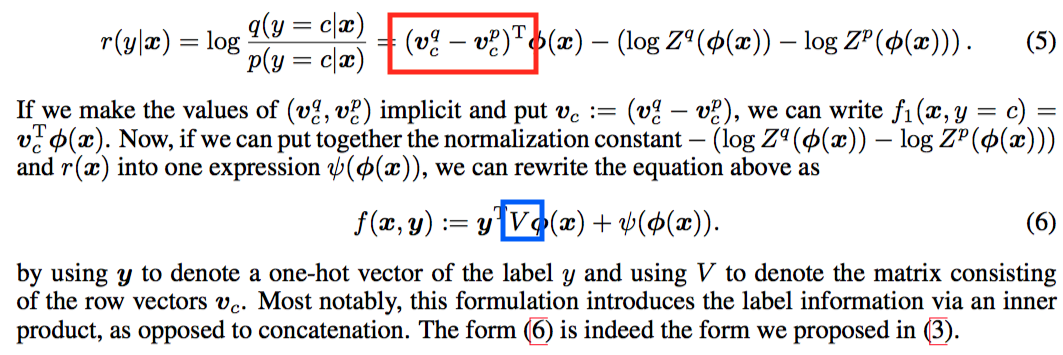 r(y|x) = log q(y = c|x) / p(y = c|x) = (v_c^q − v_c^p)^T ϕ(x) − (log Z^q(ϕ(x)) − log Z^p(ϕ(x))) . (5)
If we make the values of (v_c^q, v_c^p) implicit and put v_c := (v_c^q − v_c^p), we can write f_1(x, y = c) =
v_c^T ϕ(x). Now, if we can put together the normalization constant − (log Z^q(ϕ(x)) − log Z^p(ϕ(x)))
and r(x) into one expression ψ(ϕ(x)), we can rewrite the equation above as
f(x, y) := y^T V ϕ(x) + ψ(ϕ(x)). (6)
by using y to denote a one-hot vector of the label y and using V to denote the matrix consisting
of the row vectors v_c. Most notably, this formulation introduces the label information via an inner
product, as opposed to concatenation. The form (6) is indeed the form we proposed in (3).